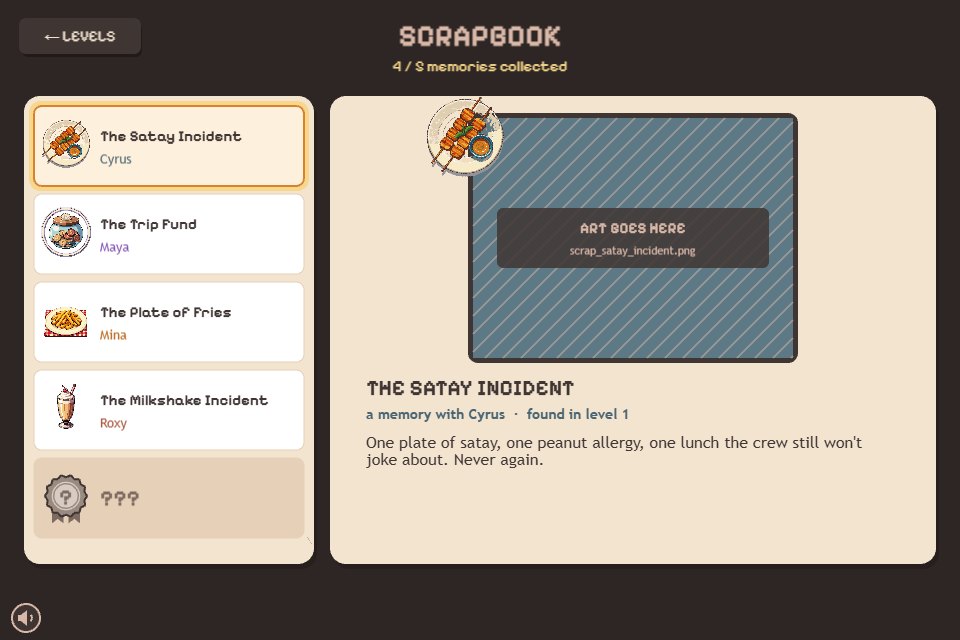 ← LEVELS
SCRAPBOOK
4 / 5 memories collected
The Satay Incident
Cyrus
The Trip Fund
Maya
The Plate of Fries
Mina
The Milkshake Incident
Roxy
?
???
ART GOES HERE
scrap_satay_incident.png
THE SATAY INCIDENT
a memory with Cyrus · found in level 1
One plate of satay, one peanut allergy, one lunch the crew still won't
joke about. Never again.